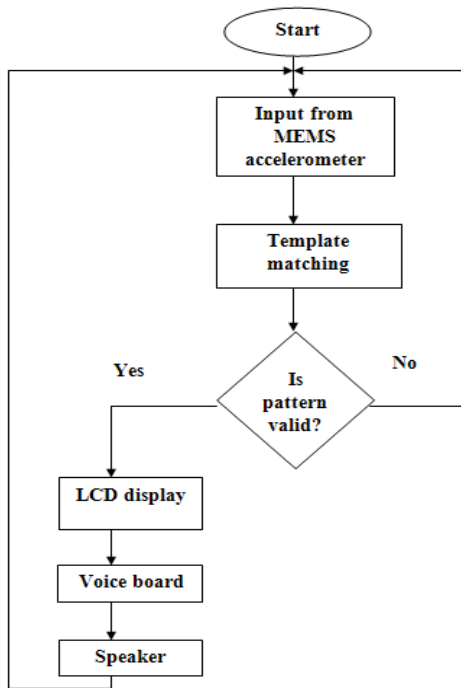 Start
Input from
MEMS
accelerometer
Template
matching
Yes
No
Is
pattern
valid?
LCD display
Voice board
Speaker